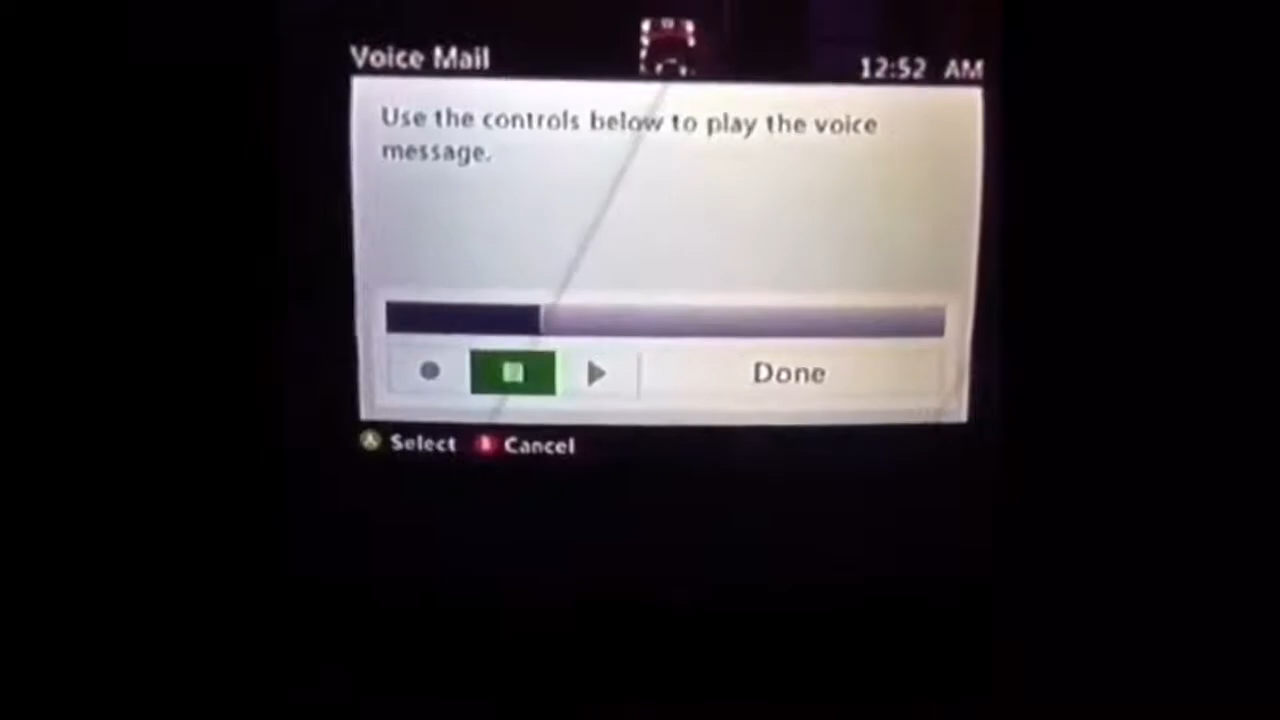 Voice Mail
12:52 AM
Use the controls below to play the voice
message.
Done
A Select B Cancel